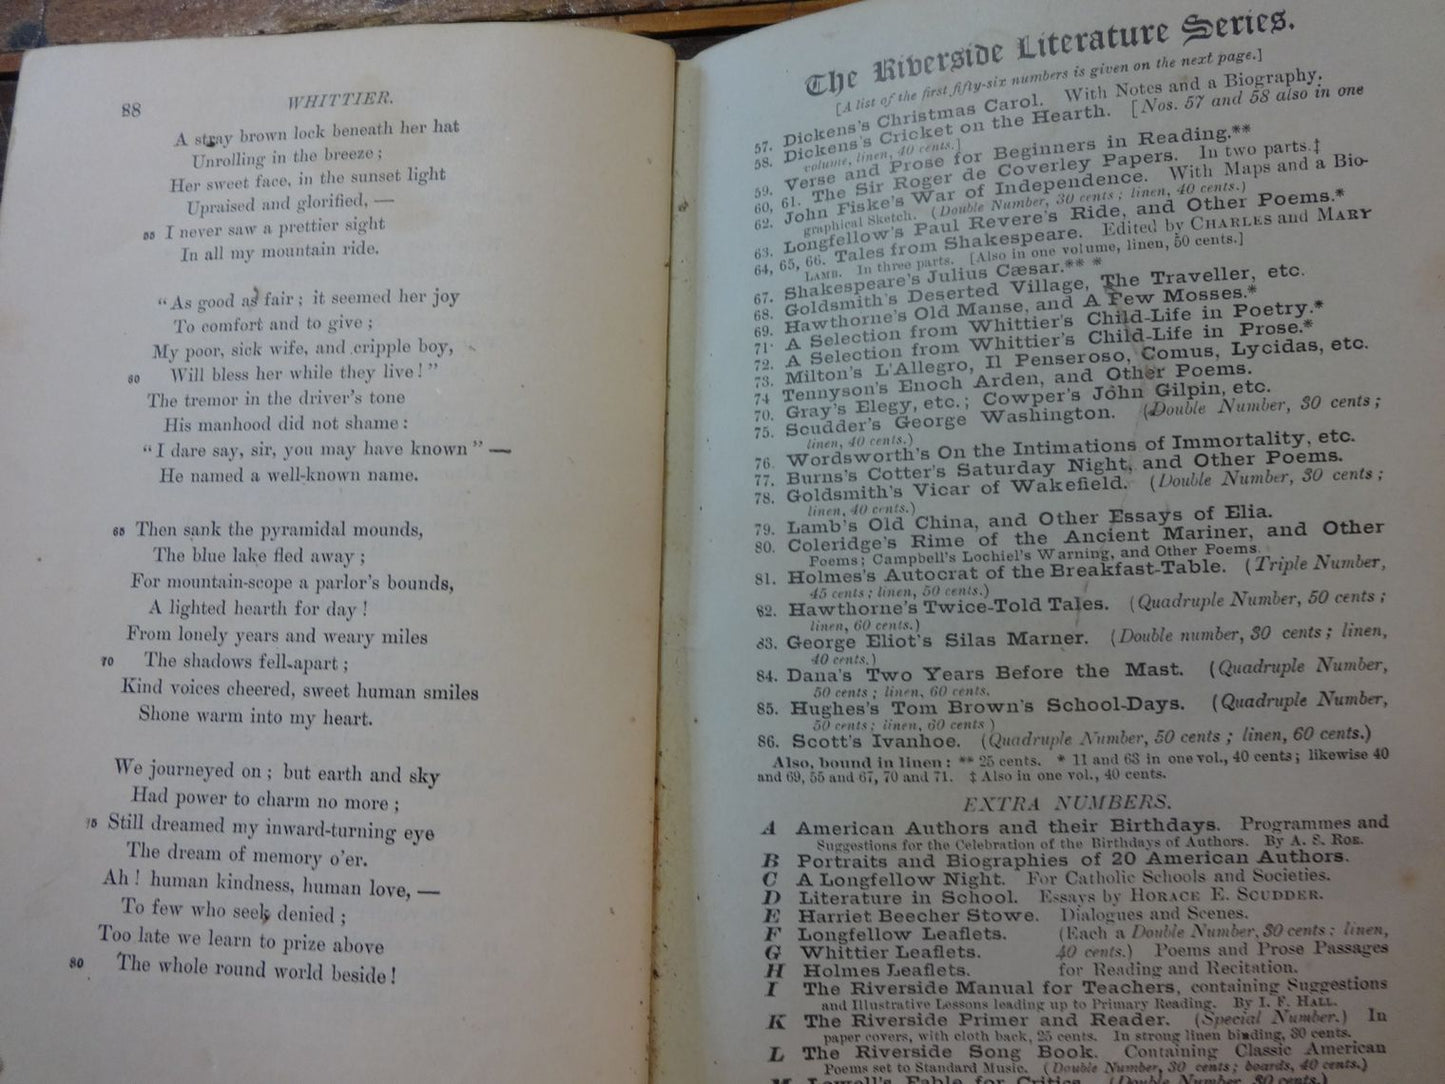 88 WHITTIER.
A stray brown lock beneath her hat
Unrolling in the breeze;
Her sweet face, in the sunset light
Upraised and glorified, —
55 I never saw a prettier sight
In all my mountain ride.
“As good as fair; it seemed her joy
To comfort and to give;
My poor, sick wife, and cripple boy,
60 Will bless her while they live!”
The tremor in the driver's tone
His manhood did not shame:
“I dare say, sir, you may have known” —
He named a well-known name.
65 Then sank the pyramidal mounds,
The blue lake fled away;
For mountain-scope a parlor's bounds,
A lighted hearth for day!
From lonely years and weary miles
70 The shadows fell apart;
Kind voices cheered, sweet human smiles
Shone warm into my heart.
We journeyed on; but earth and sky
Had power to charm no more;
75 Still dreamed my inward-turning eye
The dream of memory o'er.
Ah! human kindness, human love, —
To few who seek denied;
Too late we learn to prize above
80 The whole round world beside!
The Riverside Literature Series.
[A list of the first fifty-six numbers is given on the next page.]
57. Dickens's Christmas Carol. With Notes and a Biography.
58. Dickens's Cricket on the Hearth. [Nos. 57 and 58 also in one
volume, linen, 40 cents.]
59. Verse and Prose for Beginners in Reading.**
60, 61. The Sir Roger de Coverley Papers. In two parts.‡
62. John Fiske's War of Independence. With Maps and a Bio-
graphical Sketch. (Double Number, 30 cents; linen, 40 cents.)
63. Longfellow's Paul Revere's Ride, and Other Poems.*
64, 65, 66. Tales from Shakespeare. Edited by CHARLES and MARY
LAMB. In three parts. [Also in one volume, linen, 50 cents.]
67. Shakespeare's Julius Cæsar.** *
68. Goldsmith's Deserted Village, The Traveller, etc.
69. Hawthorne's Old Manse, and A Few Mosses.*
71. A Selection from Whittier's Child-Life in Poetry.*
72. A Selection from Whittier's Child-Life in Prose.*
73. Milton's L'Allegro, Il Penseroso, Comus, Lycidas, etc.
74 Tennyson's Enoch Arden, and Other Poems.
70. Gray's Elegy, etc.; Cowper's John Gilpin, etc.
75. Scudder's George Washington. (Double Number, 30 cents;
linen, 40 cents.)
76. Wordsworth's On the Intimations of Immortality, etc.
77. Burns's Cotter's Saturday Night, and Other Poems.
78. Goldsmith's Vicar of Wakefield. (Double Number, 30 cents;
linen, 40 cents.)
79. Lamb's Old China, and Other Essays of Elia.
80. Coleridge's Rime of the Ancient Mariner, and Other
Poems; Campbell's Lochiel's Warning, and Other Poems.
81. Holmes's Autocrat of the Breakfast-Table. (Triple Number,
45 cents; linen, 50 cents.)
82. Hawthorne's Twice-Told Tales. (Quadruple Number, 50 cents;
linen, 60 cents.)
83. George Eliot's Silas Marner. (Double number, 30 cents; linen,
40 cents.)
84. Dana's Two Years Before the Mast. (Quadruple Number,
50 cents; linen, 60 cents.
85. Hughes's Tom Brown's School-Days. (Quadruple Number,
50 cents; linen, 60 cents )
86. Scott's Ivanhoe. (Quadruple Number, 50 cents; linen, 60 cents.)
Also, bound in linen: ** 25 cents. * 11 and 63 in one vol., 40 cents; likewise 40
and 69, 55 and 67, 70 and 71. ‡ Also in one vol., 40 cents.
EXTRA NUMBERS.
A American Authors and their Birthdays. Programmes and
Suggestions for the Celebration of the Birthdays of Authors. By A. S. ROE.
B Portraits and Biographies of 20 American Authors.
C A Longfellow Night. For Catholic Schools and Societies.
D Literature in School. Essays by HORACE E. SCUDDER.
E Harriet Beecher Stowe. Dialogues and Scenes.
F Longfellow Leaflets. (Each a Double Number, 30 cents; linen,
G Whittier Leaflets. 40 cents.) Poems and Prose Passages
H Holmes Leaflets. for Reading and Recitation.
I The Riverside Manual for Teachers, containing Suggestions
and Illustrative Lessons leading up to Primary Reading. By I. F. HALL.
K The Riverside Primer and Reader. (Special Number.) In
paper covers, with cloth back, 25 cents. In strong linen binding, 30 cents.
L The Riverside Song Book. Containing Classic American
Poems set to Standard Music. (Double Number, 30 cents; boards, 40 cents.)
M Lowell's Fable for Critics. (Double Number, 30 cents.)